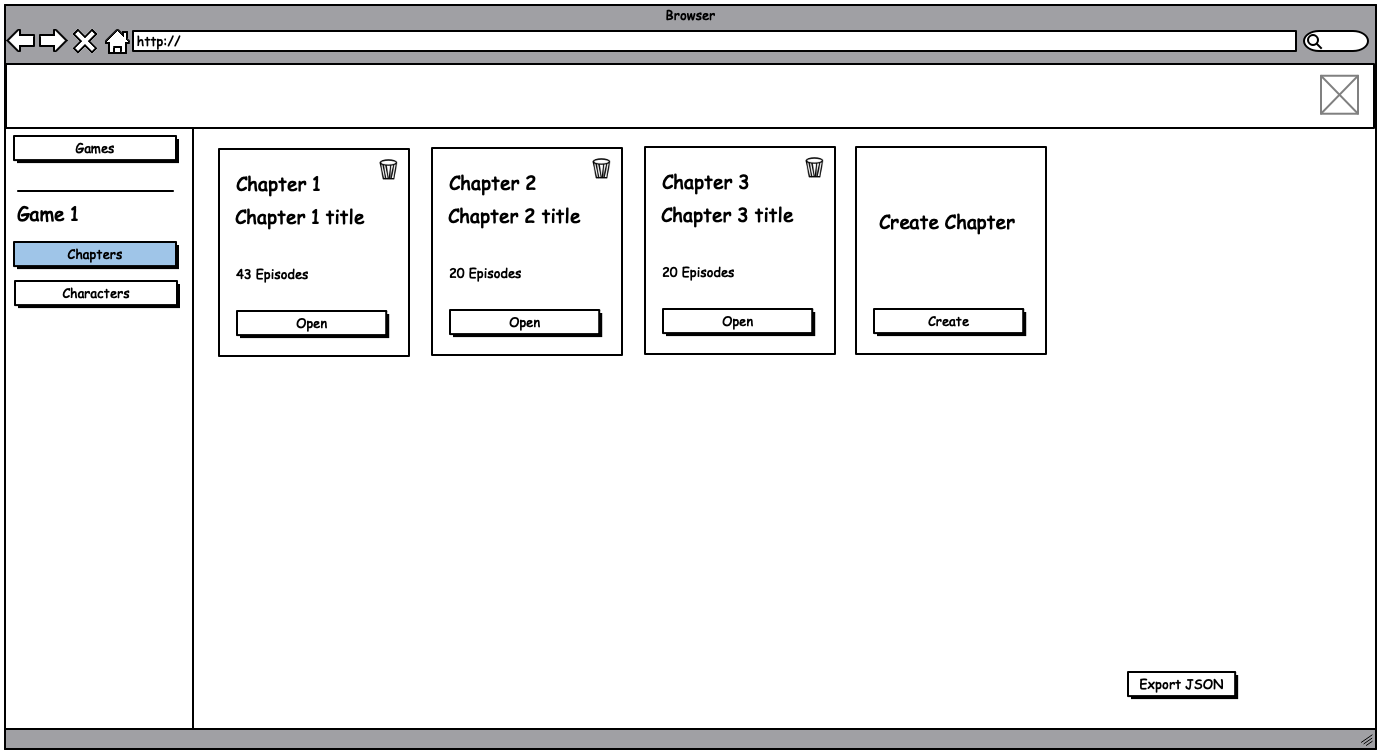 Browser
http://
Games
Game 1
Chapters
Characters
Chapter 1
Chapter 1 title
43 Episodes
Open
Chapter 2
Chapter 2 title
20 Episodes
Open
Chapter 3
Chapter 3 title
20 Episodes
Open
Create Chapter
Create
Export JSON